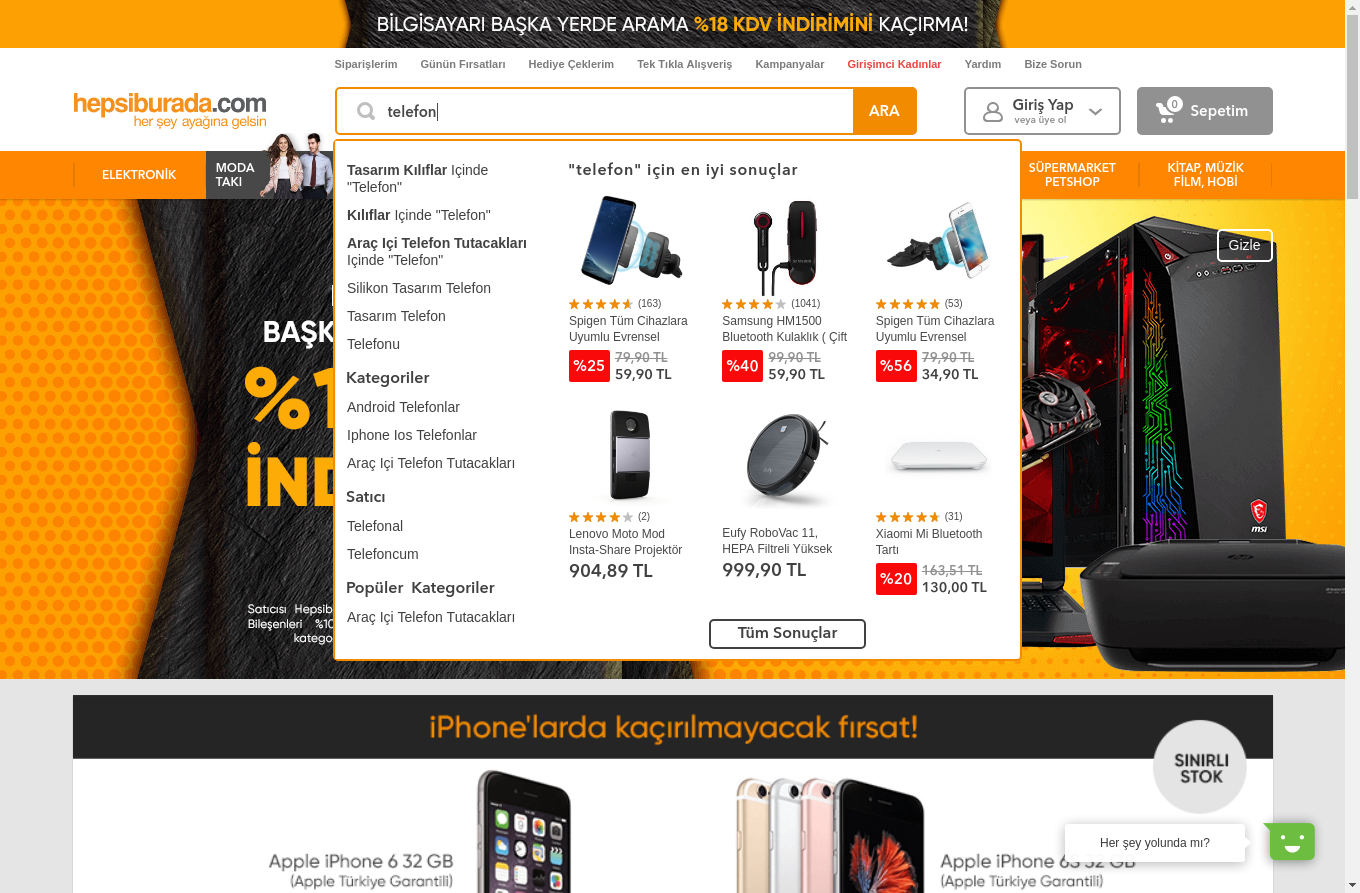 BİLGİSAYARI BAŞKA YERDE ARAMA %18 KDV İNDİRİMİNİ KAÇIRMA!
Siparişlerim Günün Fırsatları Hediye Çeklerim Tek Tıkla Alışveriş Kampanyalar Girişimci Kadınlar Yardım Bize Sorun
hepsiburada.com
her şey ayağına gelsin
telefon
ARA
Giriş Yap
veya üye ol
0
Sepetim
ELEKTRONİK
MODA
TAKI
SÜPERMARKET
PETSHOP
KİTAP, MÜZİK
FİLM, HOBİ
Gizle
BAŞK
%1
İND
Satıcısı Hepsib
Bileşenleri %10
katego
Tasarım Kılıflar Içinde
"Telefon"
Kılıflar Içinde "Telefon"
Araç Içi Telefon Tutacakları
Içinde "Telefon"
Silikon Tasarım Telefon
Tasarım Telefon
Telefonu
Kategoriler
Android Telefonlar
Iphone Ios Telefonlar
Araç Içi Telefon Tutacakları
Satıcı
Telefonal
Telefoncum
Popüler Kategoriler
Araç Içi Telefon Tutacakları
"telefon" için en iyi sonuçlar
(163)
Spigen Tüm Cihazlara
Uyumlu Evrensel
%25
79,90 TL
59,90 TL
(1041)
Samsung HM1500
Bluetooth Kulaklık ( Çift
%40
99,90 TL
59,90 TL
(53)
Spigen Tüm Cihazlara
Uyumlu Evrensel
%56
79,90 TL
34,90 TL
(2)
Lenovo Moto Mod
Insta-Share Projektör
904,89 TL
eufy
Eufy RoboVac 11,
HEPA Filtreli Yüksek
999,90 TL
(31)
Xiaomi Mi Bluetooth
Tartı
%20
163,51 TL
130,00 TL
Tüm Sonuçlar
msi
hp
iPhone'larda kaçırılmayacak fırsat!
SINIRLI
STOK
Apple iPhone 6 32 GB
(Apple Türkiye Garantili)
Apple iPhone 6S 32 GB
(Apple Türkiye Garantili)
Her şey yolunda mı?